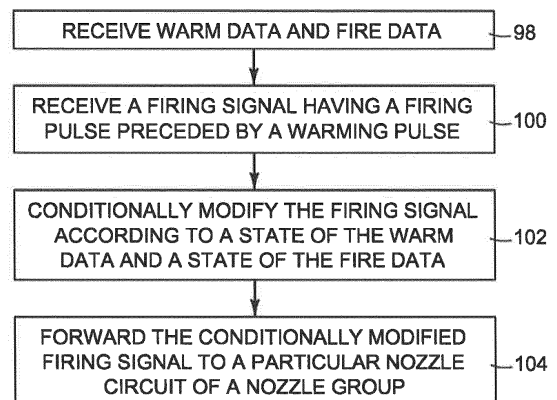 RECEIVE WARM DATA AND FIRE DATA
98
RECEIVE A FIRING SIGNAL HAVING A FIRING
PULSE PRECEDED BY A WARMING PULSE
100
CONDITIONALLY MODIFY THE FIRING SIGNAL
ACCORDING TO A STATE OF THE WARM
DATA AND A STATE OF THE FIRE DATA
102
FORWARD THE CONDITIONALLY MODIFIED
FIRING SIGNAL TO A PARTICULAR NOZZLE
CIRCUIT OF A NOZZLE GROUP
104